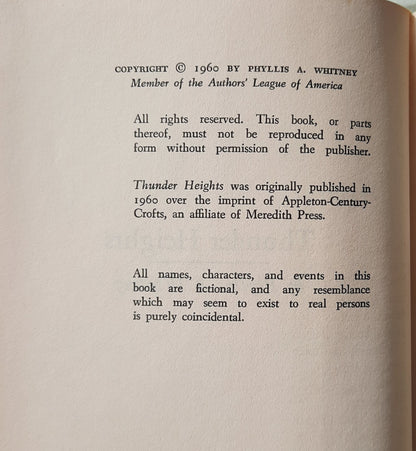 COPYRIGHT © 1960 BY PHYLLIS A. WHITNEY
Member of the Authors' League of America
All rights reserved. This book, or parts
thereof, must not be reproduced in any
form without permission of the publisher.
Thunder Heights was originally published in
1960 over the imprint of Appleton-Century-
Crofts, an affiliate of Meredith Press.
All names, characters, and events in this
book are fictional, and any resemblance
which may seem to exist to real persons
is purely coincidental.